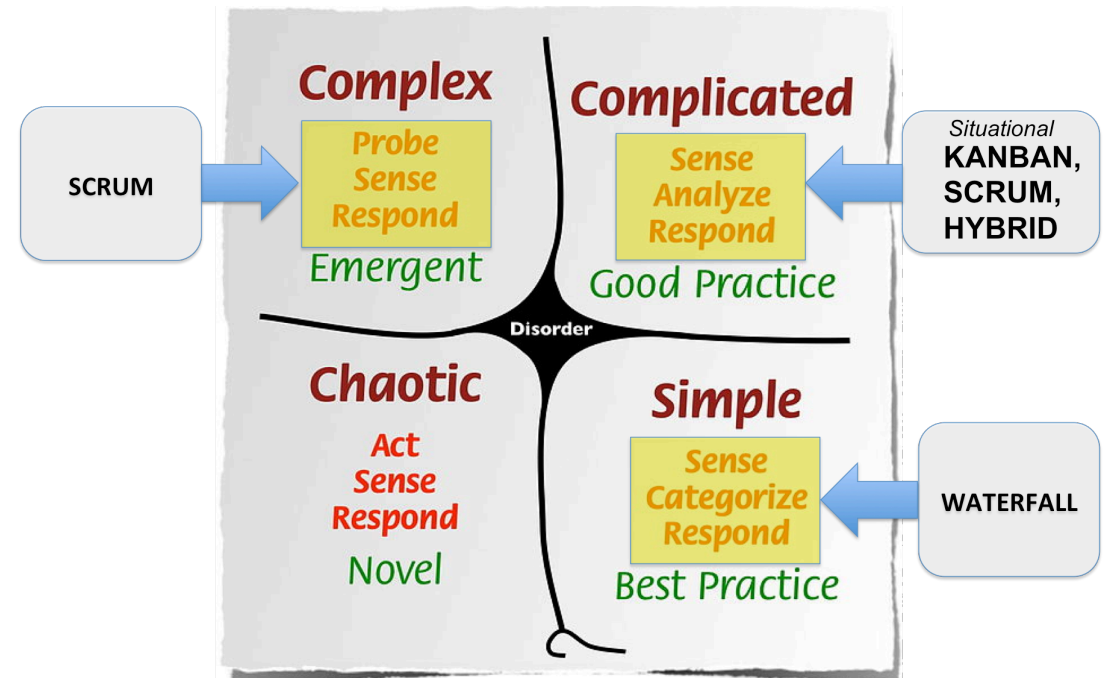 SCRUM
Complex
Probe
Sense
Respond
Emergent
Complicated
Sense
Analyze
Respond
Good Practice
Situational
KANBAN,
SCRUM,
HYBRID
Disorder
Chaotic
Act
Sense
Respond
Novel
Simple
Sense
Categorize
Respond
Best Practice
WATERFALL